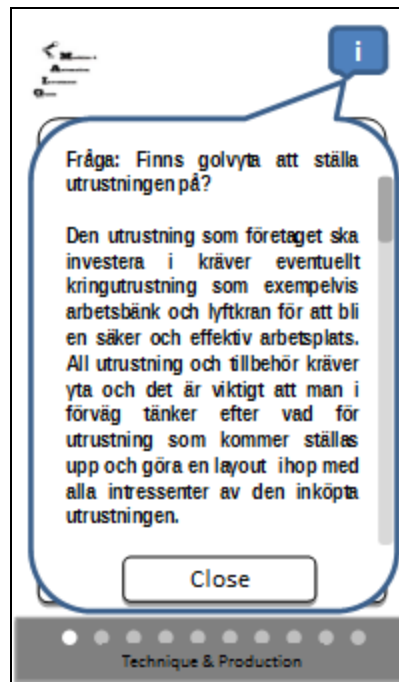 i
Fråga: Finns golvyta att ställa
utrustningen på?
Den utrustning som företaget ska
investera i kräver eventuellt
kringutrustning som exempelvis
arbetsbänk och lyftkran för att bli
en säker och effektiv arbetsplats.
All utrustning och tillbehör kräver
yta och det är viktigt att man i
förväg tänker efter vad för
utrustning som kommer ställas
upp och göra en layout ihop med
alla intressenter av den inköpta
utrustningen.
Close
Technique & Production